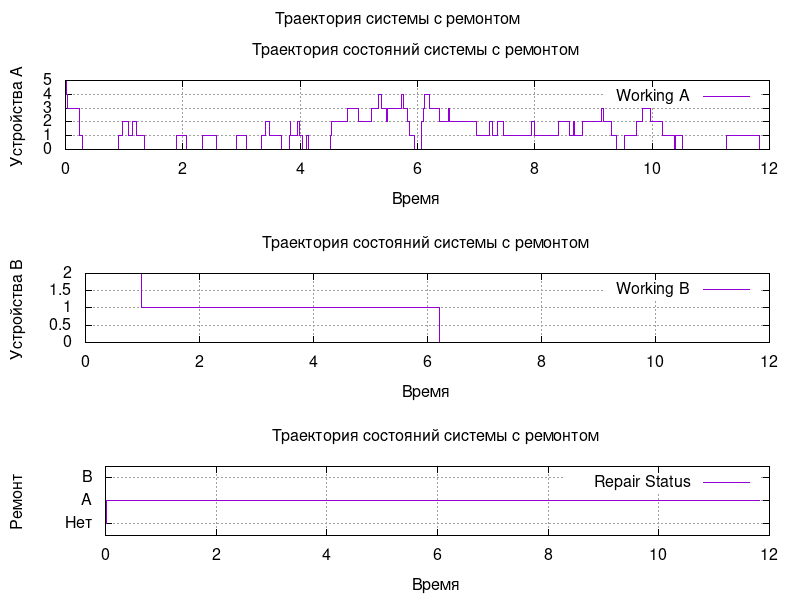 Траектория системы с ремонтом
Траектория состояний системы с ремонтом
Устройства A
5
4
3
2
1
0
Working A
0 2 4 6 8 10 12
Время
Траектория состояний системы с ремонтом
Устройства B
2
1.5
1
0.5
0
Working B
0 2 4 6 8 10 12
Время
Траектория состояний системы с ремонтом
Ремонт
B
A
Нет
Repair Status
0 2 4 6 8 10 12
Время